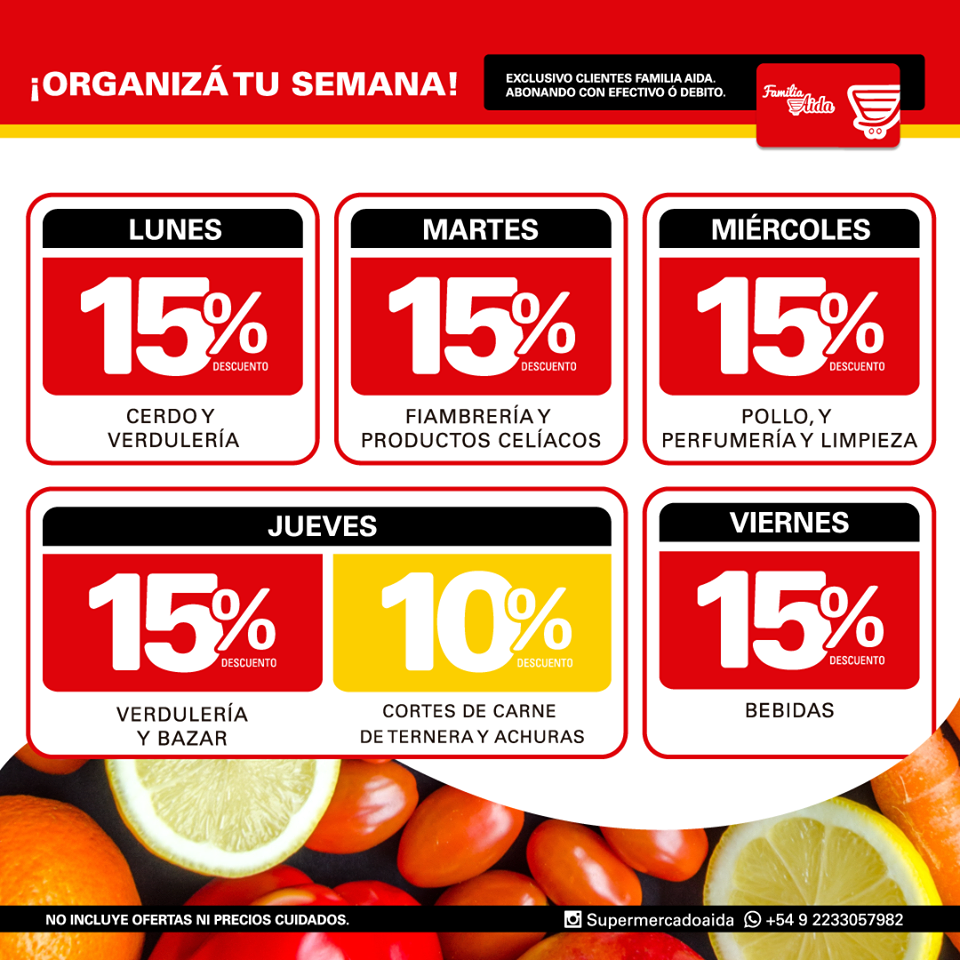 ¡ORGANIZÁ TU SEMANA!
EXCLUSIVO CLIENTES FAMILIA AIDA.
ABONANDO CON EFECTIVO Ó DEBITO.
Familia
Aida
LUNES
15%
DESCUENTO
CERDO Y
VERDULERÍA
MARTES
15%
DESCUENTO
FIAMBRERÍA Y
PRODUCTOS CELÍACOS
MIÉRCOLES
15%
DESCUENTO
POLLO, Y
PERFUMERÍA Y LIMPIEZA
JUEVES
15%
DESCUENTO
VERDULERÍA
Y BAZAR
10%
DESCUENTO
CORTES DE CARNE
DE TERNERA Y ACHURAS
VIERNES
15%
DESCUENTO
BEBIDAS
NO INCLUYE OFERTAS NI PRECIOS CUIDADOS.
Supermercadoaida +54 9 2233057982